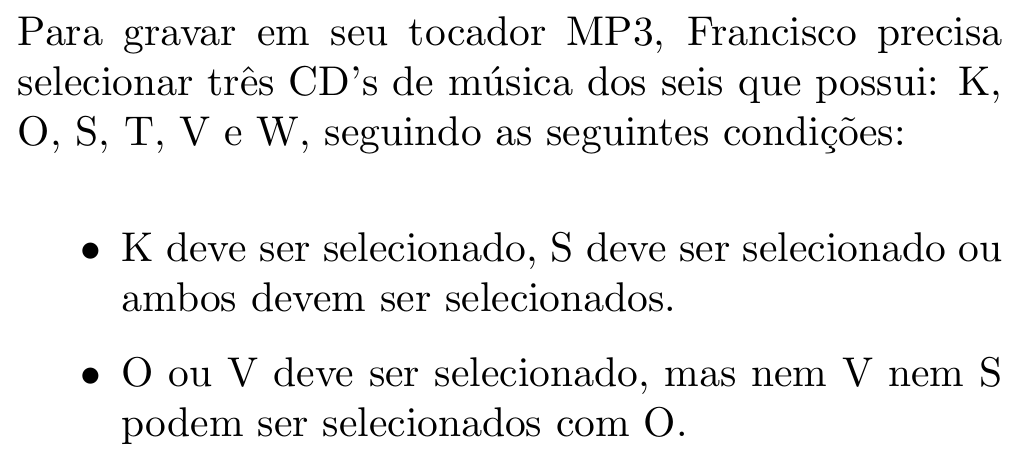 Para gravar em seu tocador MP3, Francisco precisa
selecionar três CD's de música dos seis que possui: K,
O, S, T, V e W, seguindo as seguintes condições:
• K deve ser selecionado, S deve ser selecionado ou
ambos devem ser selecionados.
• O ou V deve ser selecionado, mas nem V nem S
podem ser selecionados com O.